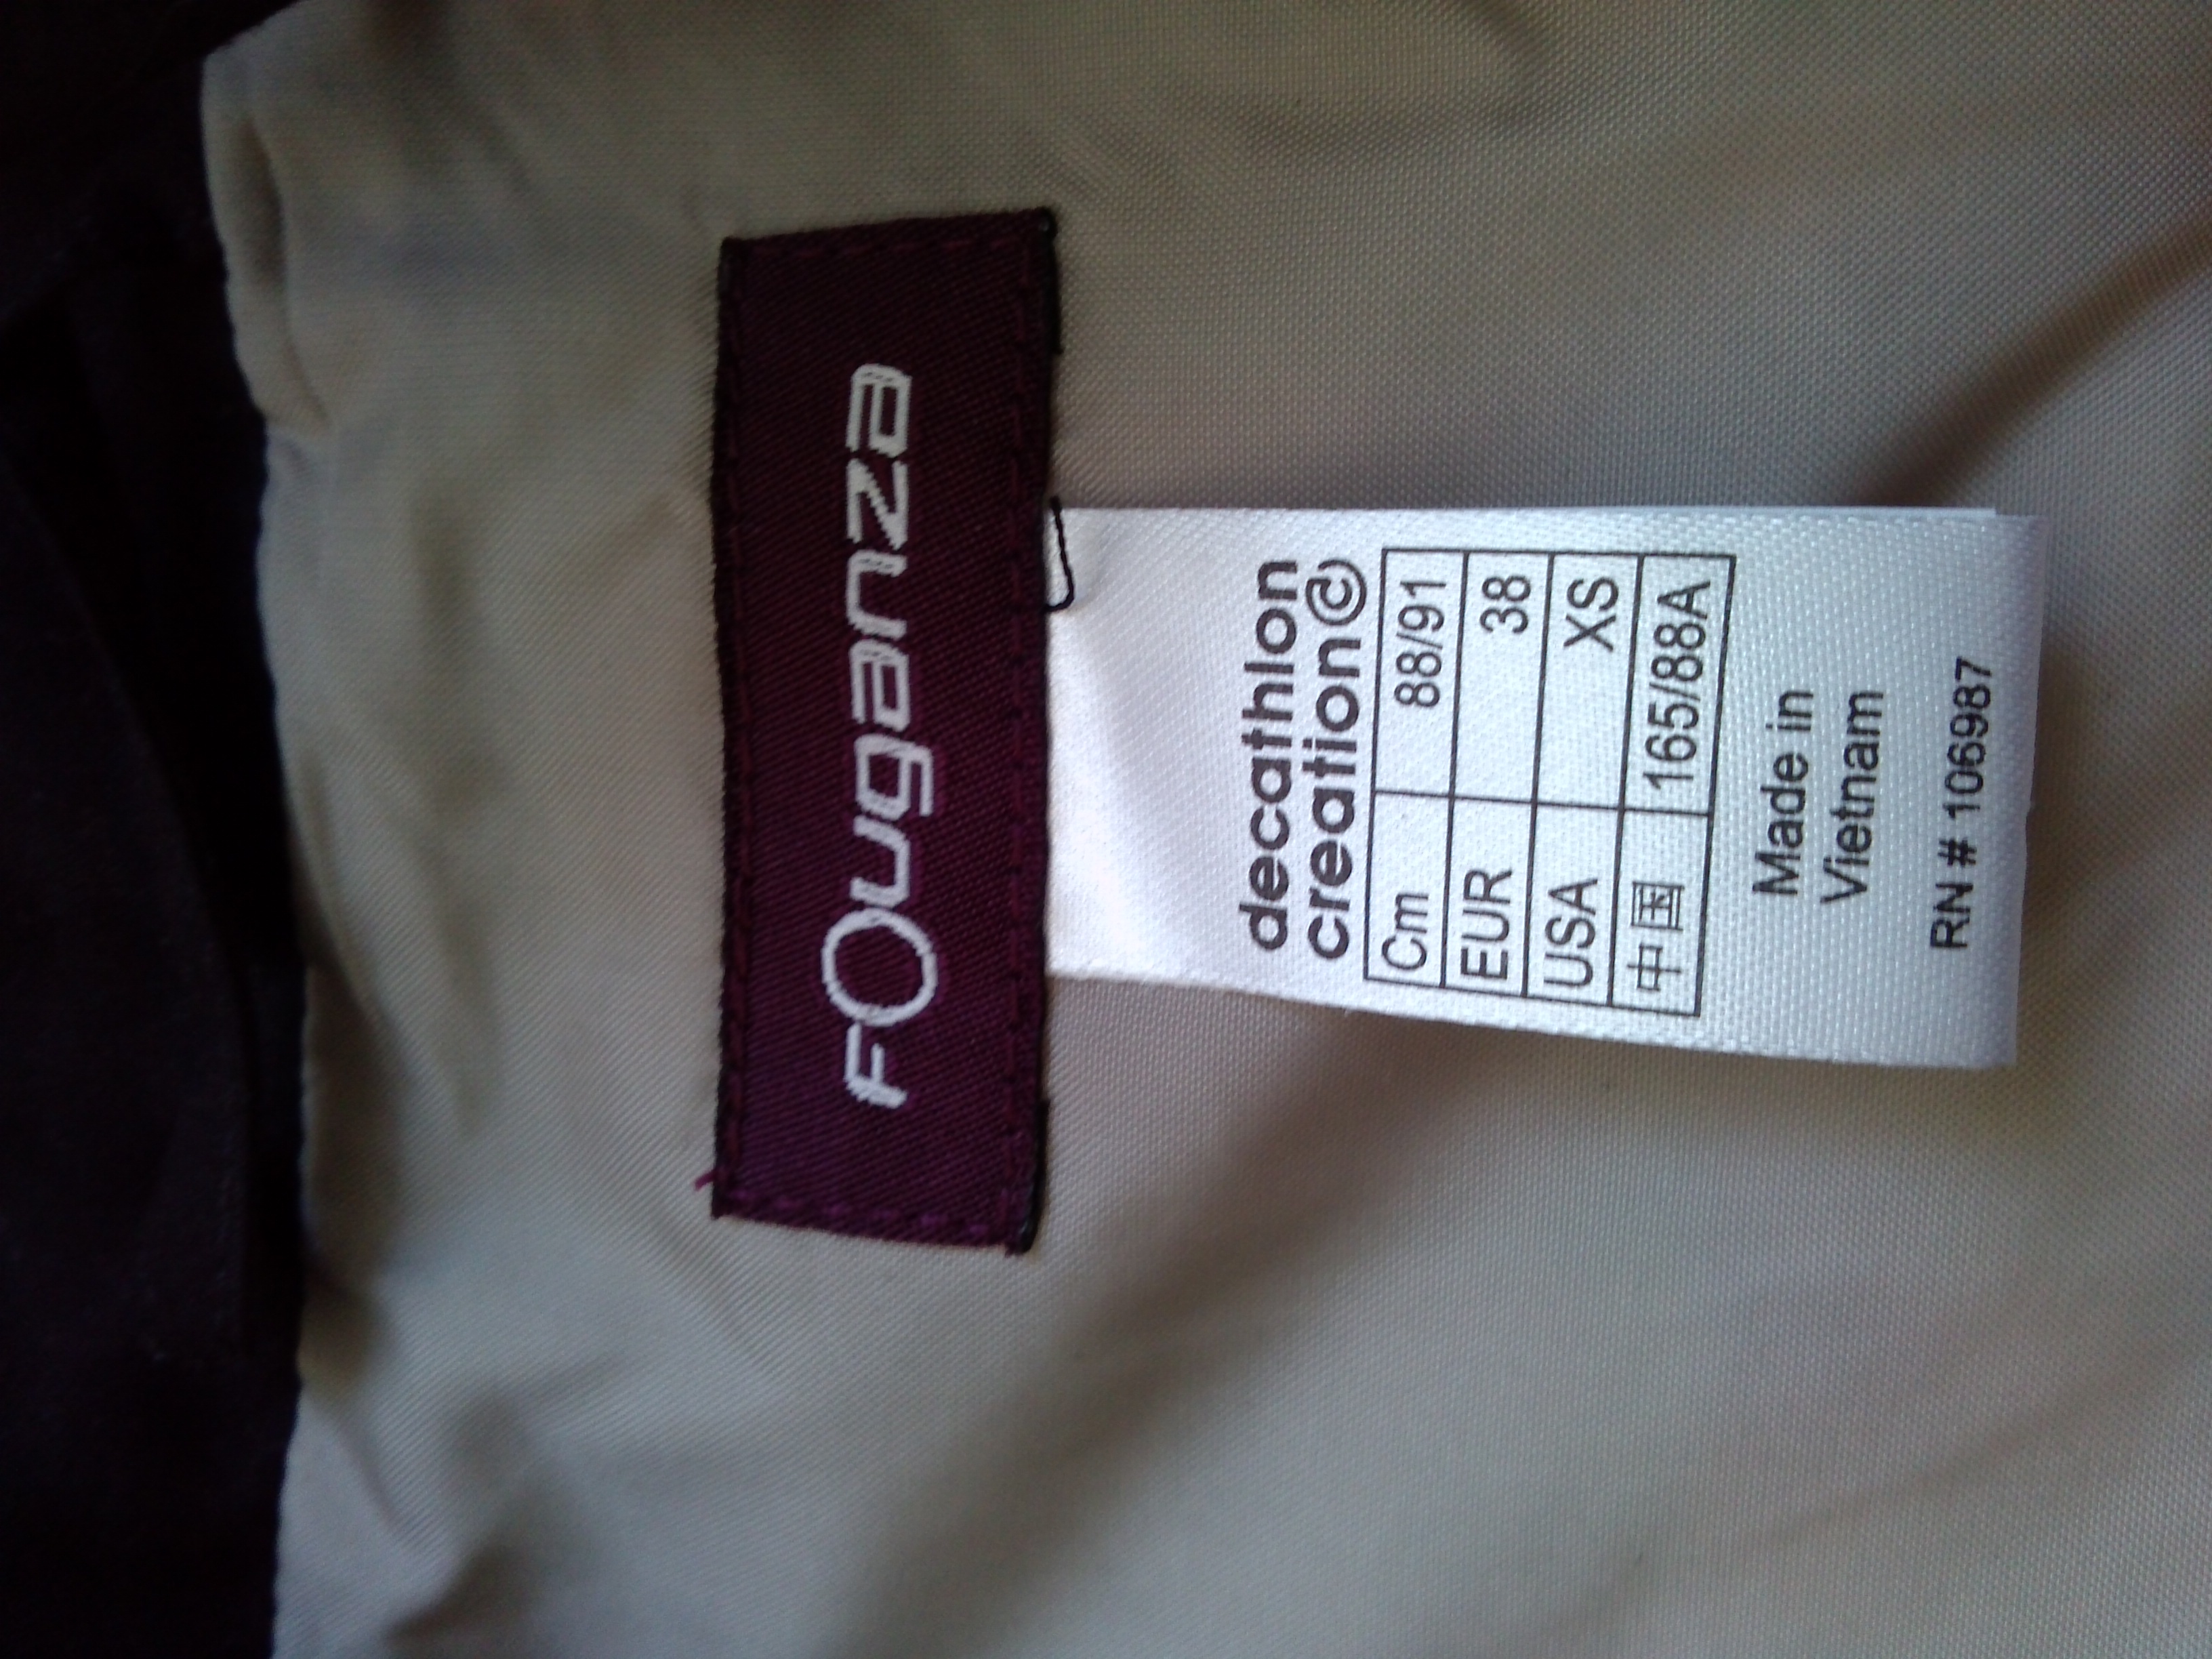 Fouganza
decathlon
creation©
Cm 88/91
EUR 38
USA XS
中国 165/88A
Made in
Vietnam
RN # 106987